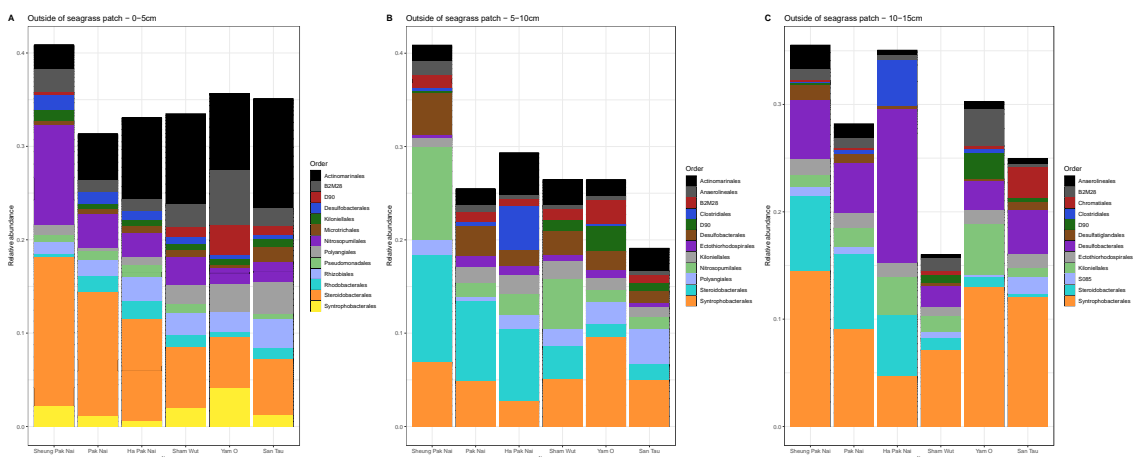 A
Outside of seagrass patch − 0−5cm
Relative abundance
0.4
0.3
0.2
0.1
0.0
Sheung Pak Nai
Pak Nai
Ha Pak Nai
Sham Wut
Yam O
San Tau
Order
Actinomarinales
B2M28
D90
Desulfobacterales
Kiloniellales
Microtrichales
Nitrosopumilales
Polyangiales
Pseudomonadales
Rhizobiales
Rhodobacterales
Steroidobacterales
Syntrophobacterales
B
Outside of seagrass patch − 5−10cm
Relative abundance
0.4
0.3
0.2
0.1
0.0
Sheung Pak Nai
Pak Nai
Ha Pak Nai
Sham Wut
Yam O
San Tau
Order
Actinomarinales
Anaerolineales
B2M28
Clostridiales
D90
Desulfobacterales
Ectothiorhodospirales
Kiloniellales
Nitrosopumilales
Polyangiales
Steroidobacterales
Syntrophobacterales
C
Outside of seagrass patch − 10−15cm
Relative abundance
0.3
0.2
0.1
0.0
Sheung Pak Nai
Pak Nai
Ha Pak Nai
Sham Wut
Yam O
San Tau
Order
Anaerolineales
B2M28
Chromatiales
Clostridiales
D90
Desulfatiglandales
Desulfobacterales
Ectothiorhodospirales
Kiloniellales
S085
Steroidobacterales
Syntrophobacterales